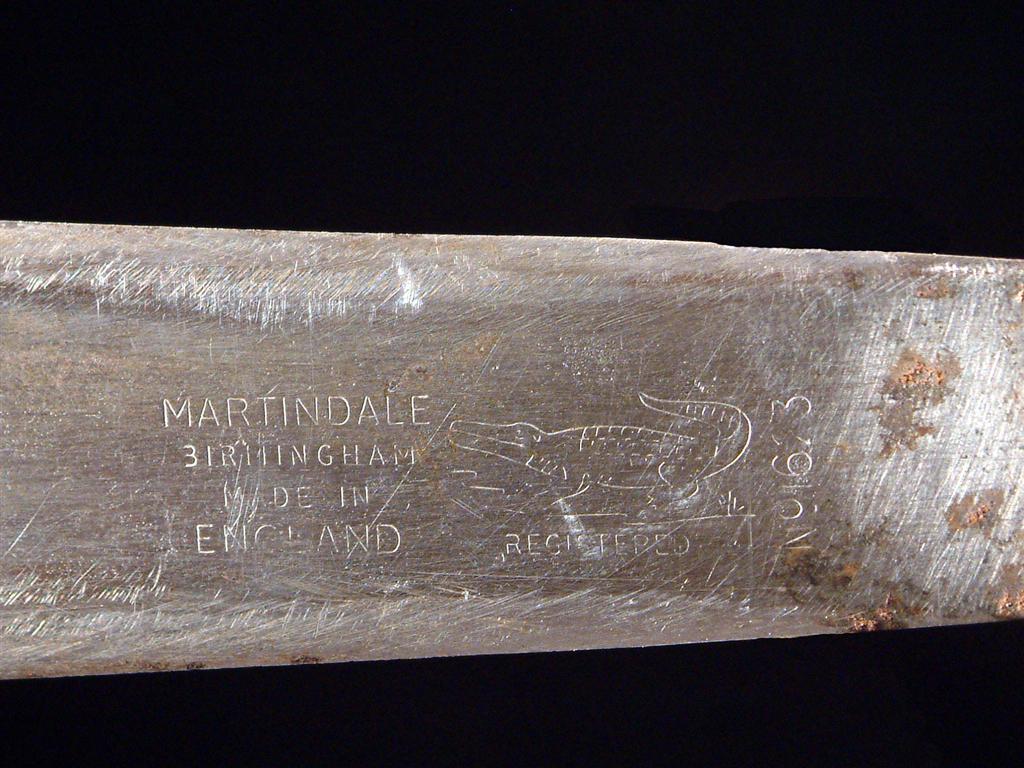 MARTINDALE
BIRMINGHAM
MADE IN
ENGLAND
REGISTERED